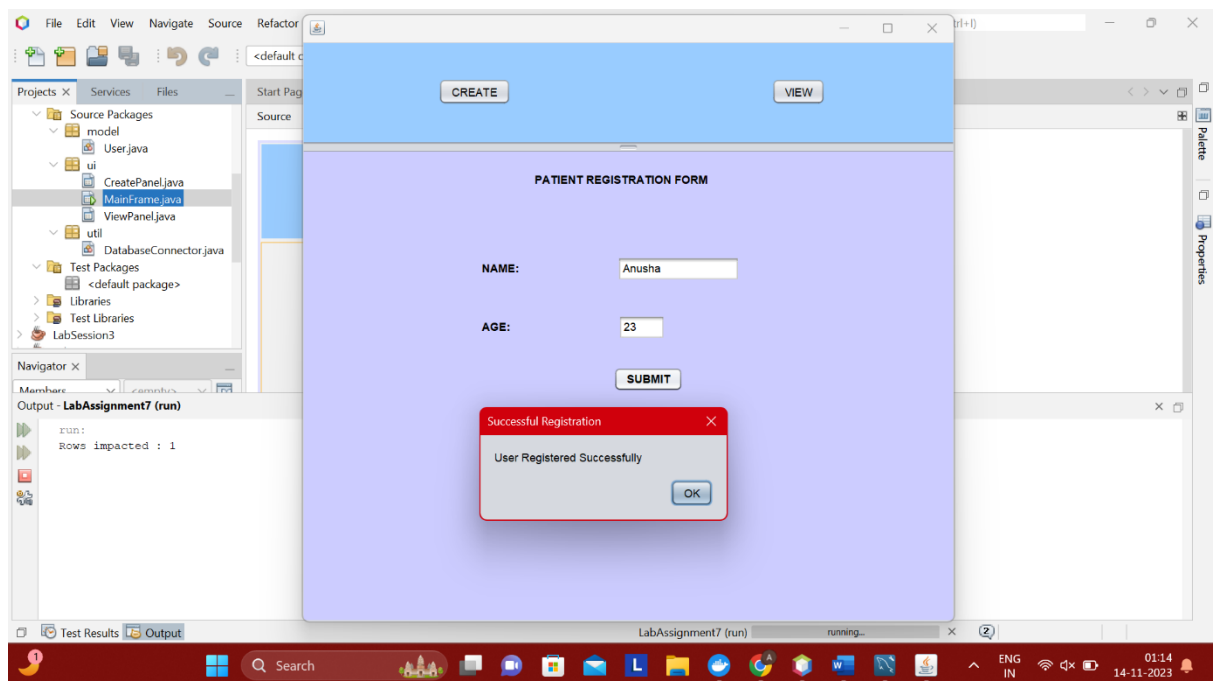 File Edit View Navigate Source Refactor
trl+I)
<default c
Projects × Services Files
Start Pag
Source
Source Packages
model
User.java
ui
CreatePanel.java
MainFrame.java
ViewPanel.java
util
DatabaseConnector.java
Test Packages
<default package>
Libraries
Test Libraries
LabSession3
Navigator ×
Members <empty>
CREATE VIEW
PATIENT REGISTRATION FORM
NAME: Anusha
AGE: 23
SUBMIT
Successful Registration
User Registered Successfully
OK
Palette
Properties
Output - LabAssignment7 (run)
run:
Rows impacted : 1
Test Results Output
LabAssignment7 (run) running...
2
1
Search
L
A
W
ENG
IN
01:14
14-11-2023